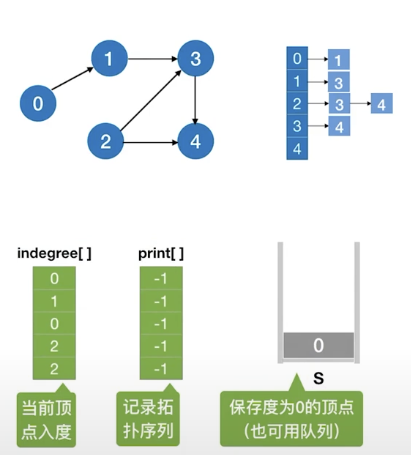 1
3
0
2
4
0 1
1 3
2 3 4
3 4
4
indegree[ ]
0
1
0
2
2
print[ ]
-1
-1
-1
-1
-1
0
S
当前顶
点入度
记录拓
扑序列
保存度为0的顶点
（也可用队列）